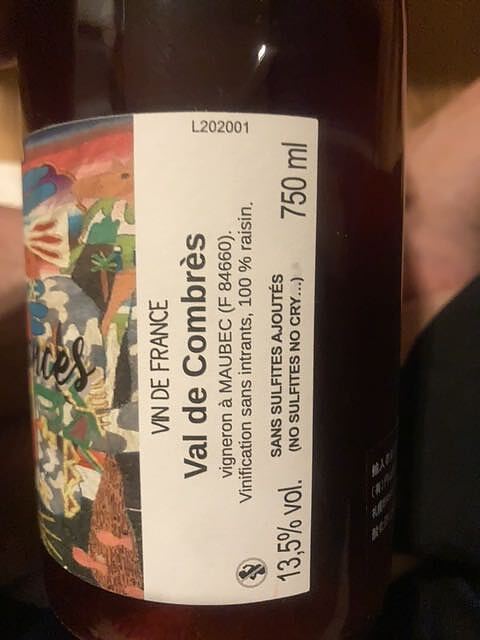 L202001
VIN DE FRANCE
Val de Combrès
vigneron à MAUBEC (F 84660).
Vinification sans intrants, 100 % raisin.
SANS SULFITES AJOUTÉS
(NO SULFITES NO CRY...)
13,5% vol.
750 ml
nces